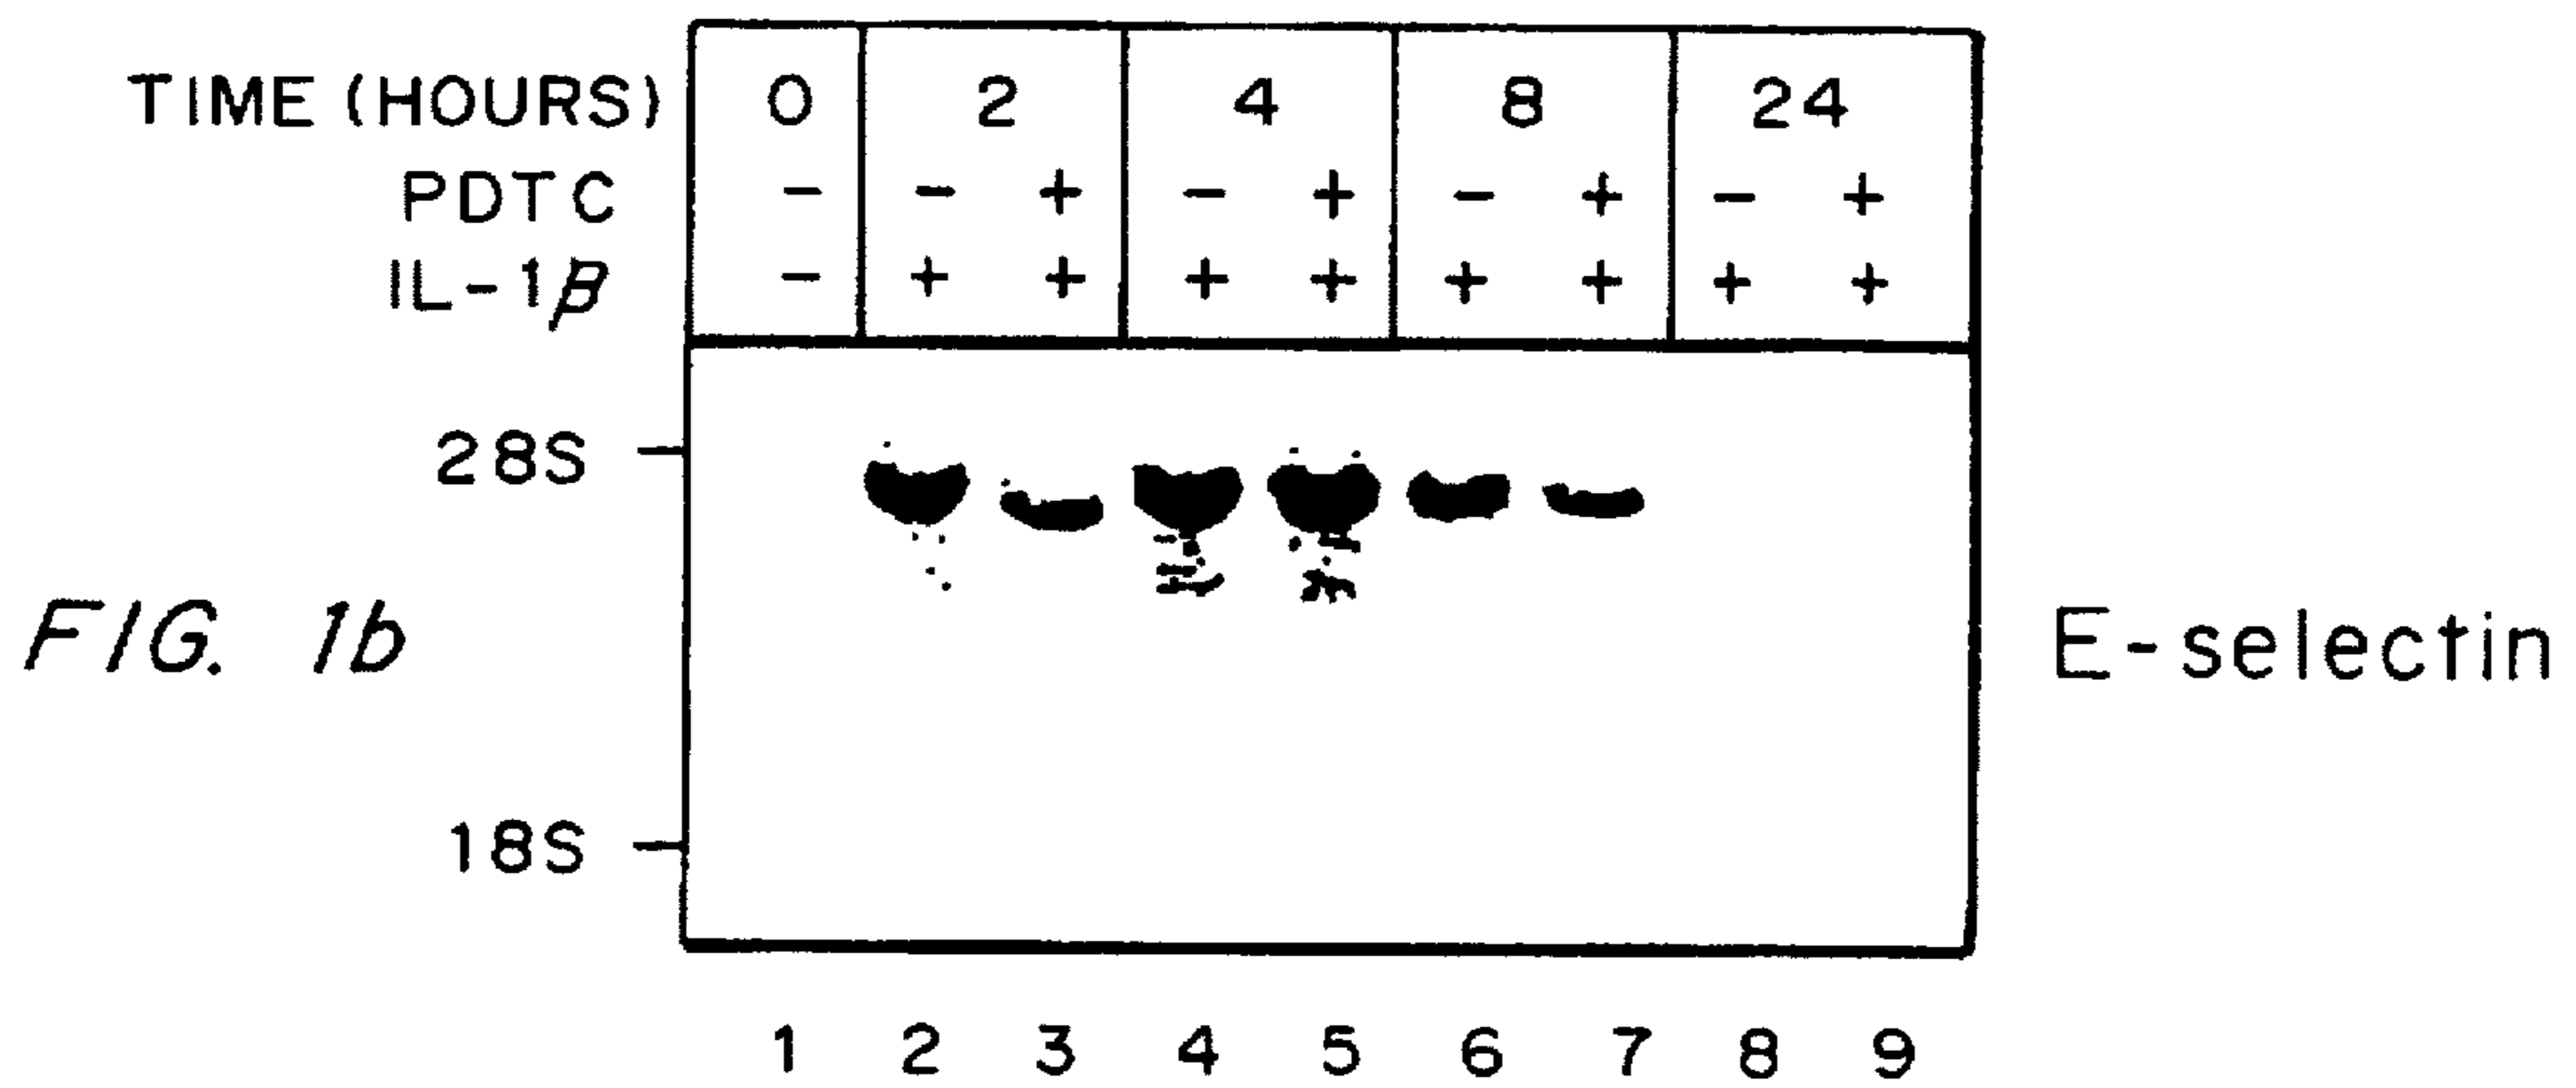 TIME (HOURS) 0 2 4 8 24
PDTC - - + - + - + - +
IL-1β - + + + + + + + +
28S
FIG. 1b
E-selectin
18S
1 2 3 4 5 6 7 8 9